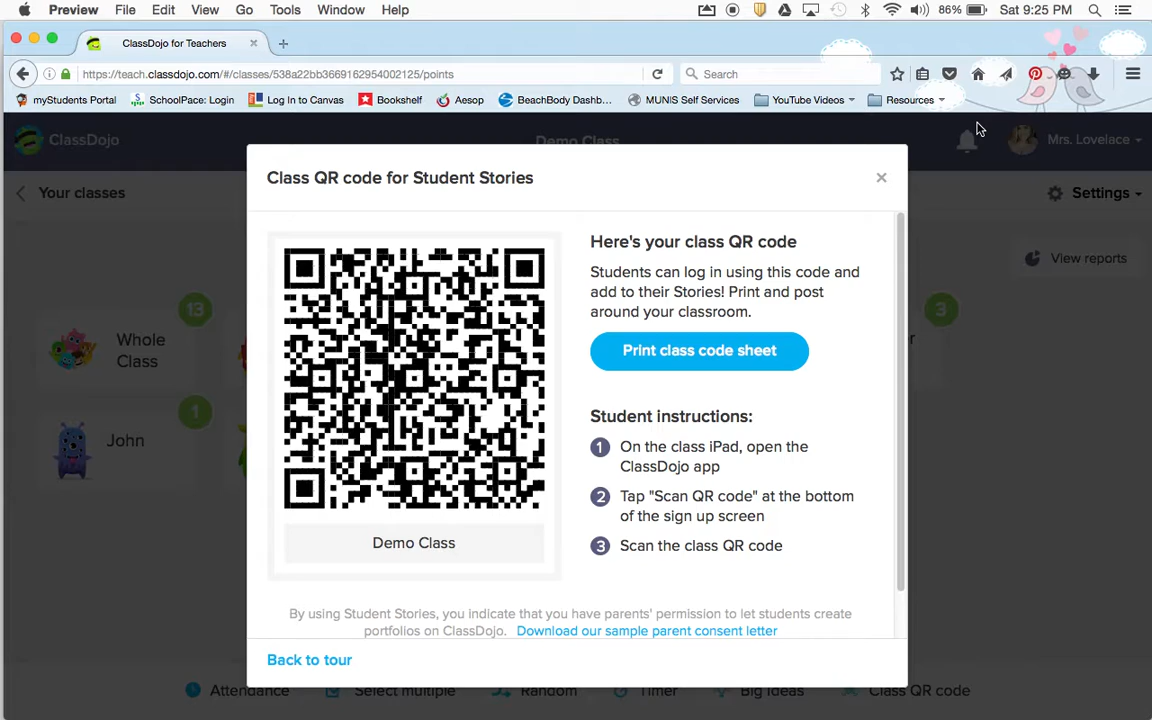 Preview File Edit View Go Tools Window Help 86% Sat 9:25 PM
ClassDojo for Teachers
https://teach.classdojo.com/#/classes/538a22bb3669162954002125/points
Search
myStudents Portal SchoolPace: Login Log In to Canvas Bookshelf Aesop BeachBody Dashb... MUNIS Self Services YouTube Videos Resources
ClassDojo Demo Class Mrs. Lovelace
Your classes Settings
View reports
Class QR code for Student Stories
Here's your class QR code
Students can log in using this code and
add to their Stories! Print and post
around your classroom.
Print class code sheet
Student instructions:
1 On the class iPad, open the
ClassDojo app
2 Tap "Scan QR code" at the bottom
of the sign up screen
3 Scan the class QR code
Demo Class
By using Student Stories, you indicate that you have parents' permission to let students create
portfolios on ClassDojo. Download our sample parent consent letter
Back to tour
13
Whole
Class
3
1
John
Attendance Select multiple Random Timer Big Ideas Class QR code